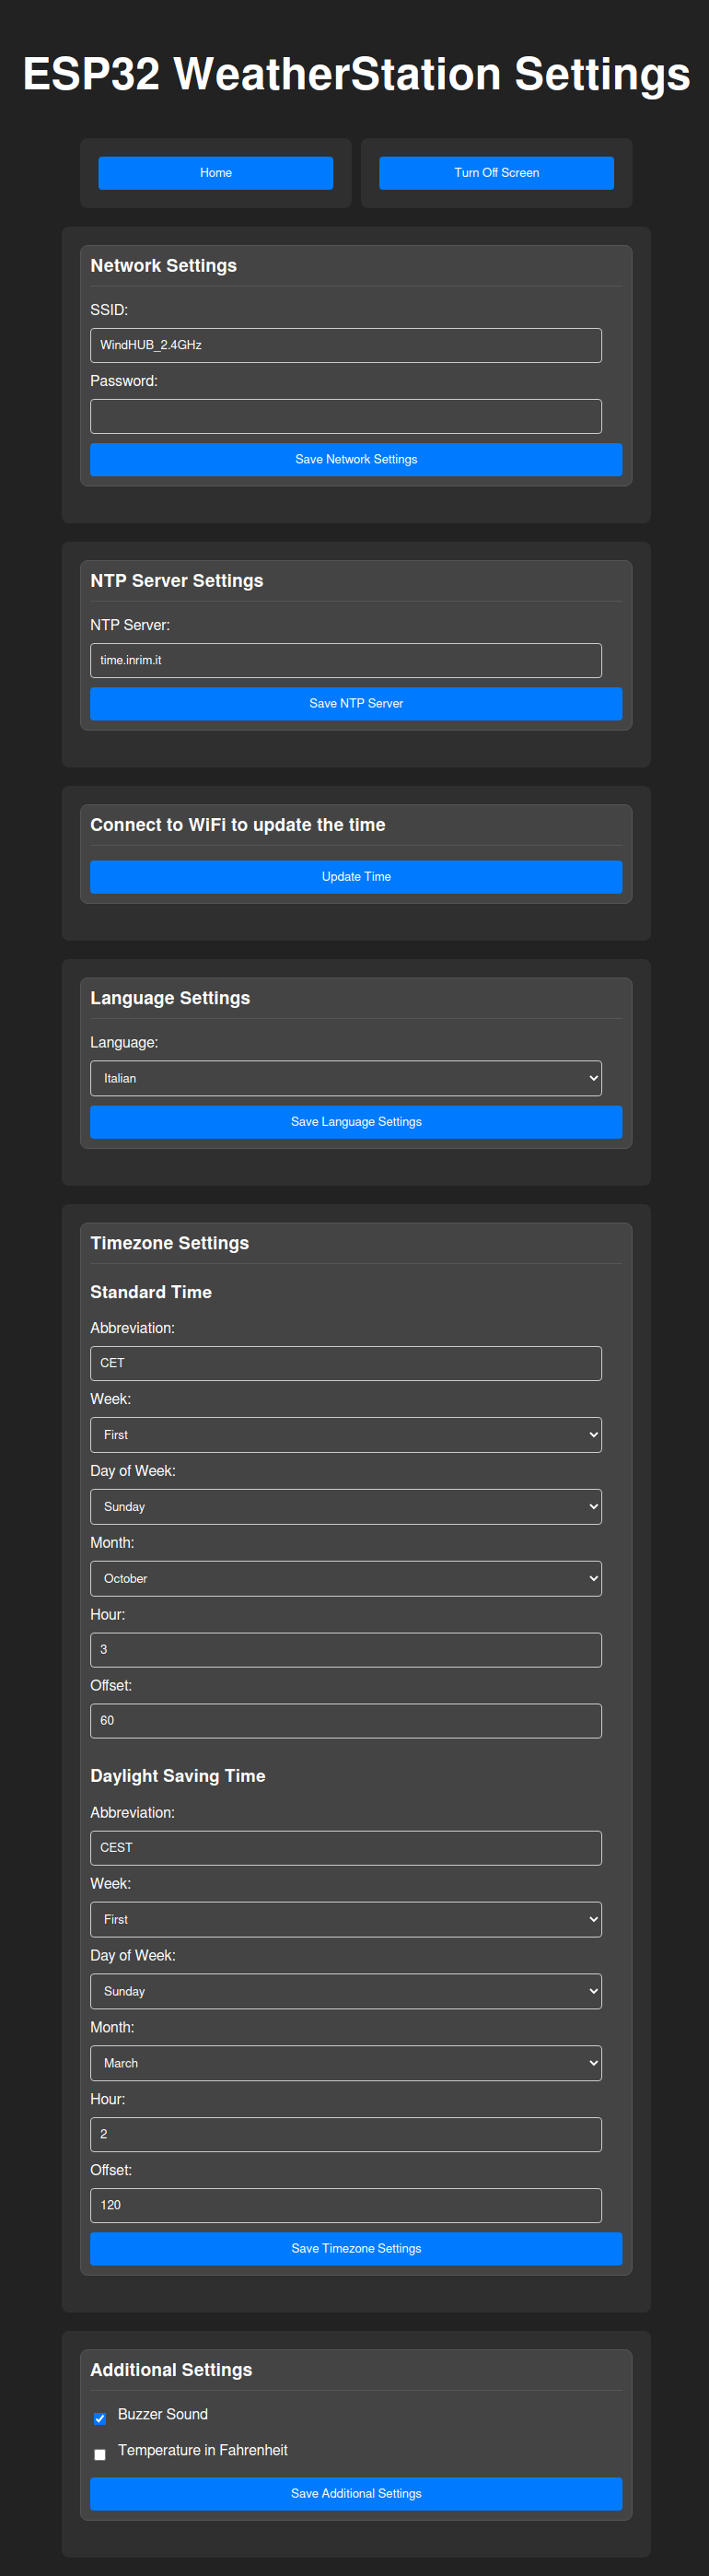 ESP32 WeatherStation Settings
Home
Turn Off Screen
Network Settings
SSID:
WindHUB_2.4GHz
Password:
Save Network Settings
NTP Server Settings
NTP Server:
time.inrim.it
Save NTP Server
Connect to WiFi to update the time
Update Time
Language Settings
Language:
Italian
Save Language Settings
Timezone Settings
Standard Time
Abbreviation:
CET
Week:
First
Day of Week:
Sunday
Month:
October
Hour:
3
Offset:
60
Daylight Saving Time
Abbreviation:
CEST
Week:
First
Day of Week:
Sunday
Month:
March
Hour:
2
Offset:
120
Save Timezone Settings
Additional Settings
Buzzer Sound
Temperature in Fahrenheit
Save Additional Settings